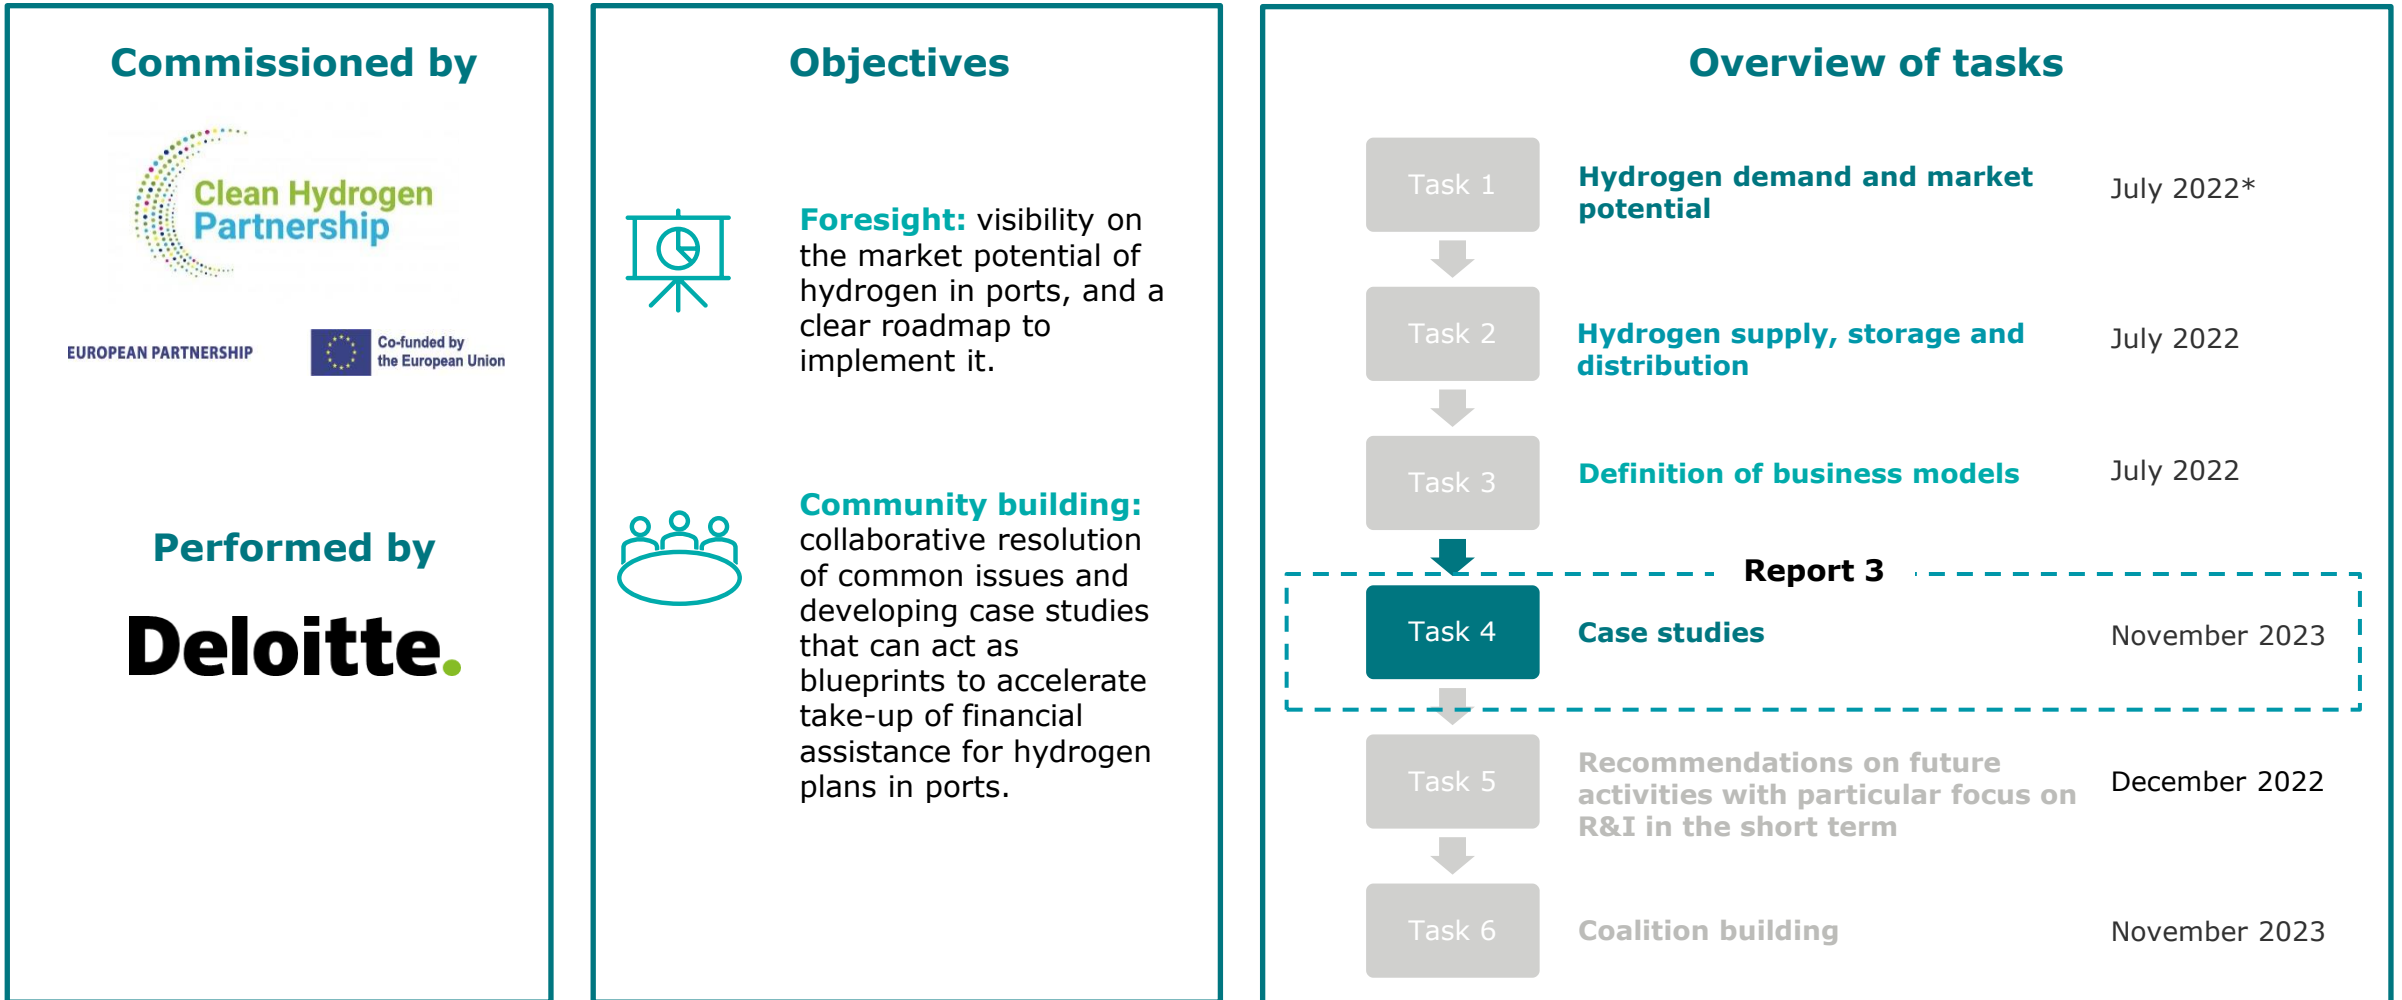 Commissioned by
Clean Hydrogen
Partnership
EUROPEAN PARTNERSHIP
Co-funded by
the European Union
Performed by
Deloitte.
Objectives
Foresight: visibility on
the market potential of
hydrogen in ports, and a
clear roadmap to
implement it.
Community building:
collaborative resolution
of common issues and
developing case studies
that can act as
blueprints to accelerate
take-up of financial
assistance for hydrogen
plans in ports.
Overview of tasks
Task 1
Hydrogen demand and market
potential
July 2022*
Task 2
Hydrogen supply, storage and
distribution
July 2022
Task 3
Definition of business models
July 2022
Report 3
Task 4
Case studies
November 2023
Task 5
Recommendations on future
activities with particular focus on
R&I in the short term
December 2022
Task 6
Coalition building
November 2023